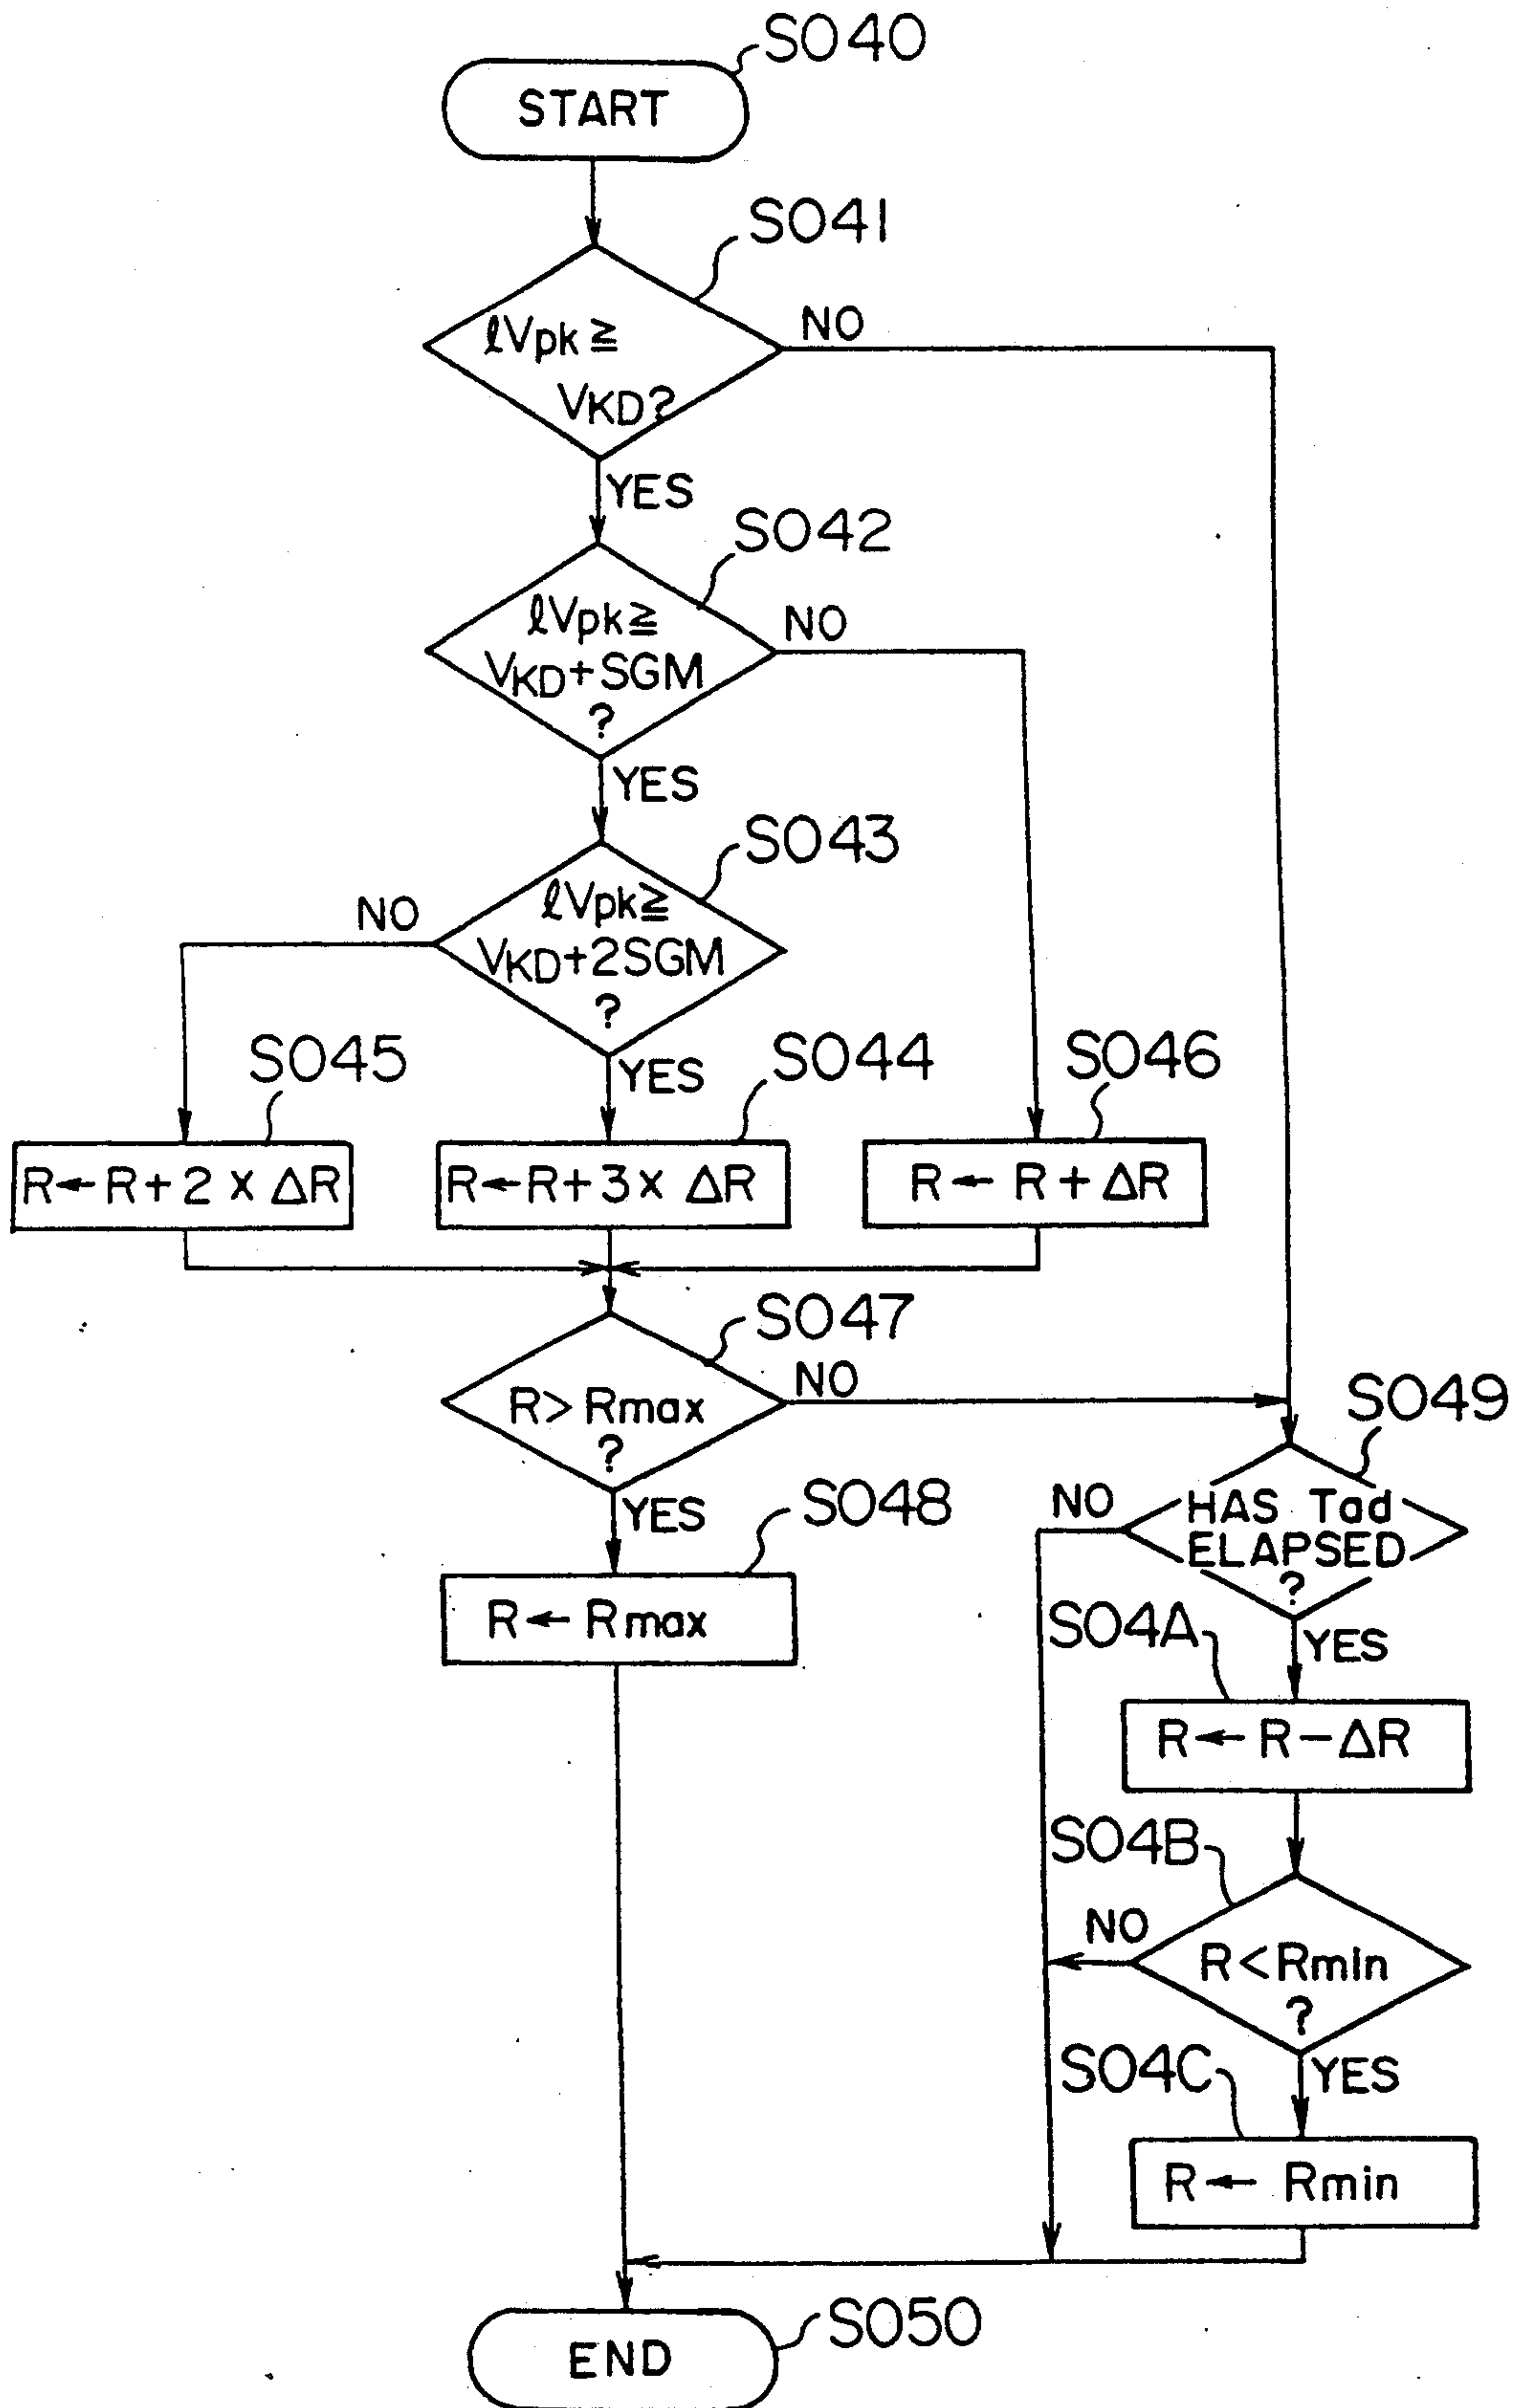 S040
START
S041
ℓVpk ≧
VKD?
NO
YES
S042
ℓVpk≧
VKD+SGM
?
NO
YES
S043
ℓVpk≧
VKD+2SGM
?
NO
YES
S045
S044
S046
R←R+2 x ΔR
R←R+3x ΔR
R← R+ΔR
S047
R> Rmax
?
NO
YES
S048
R← Rmax
S049
HAS Tad
ELAPSED
?
NO
YES
S04A
R← R−ΔR
S04B
R<Rmin
?
NO
YES
S04C
R← Rmin
END
S050